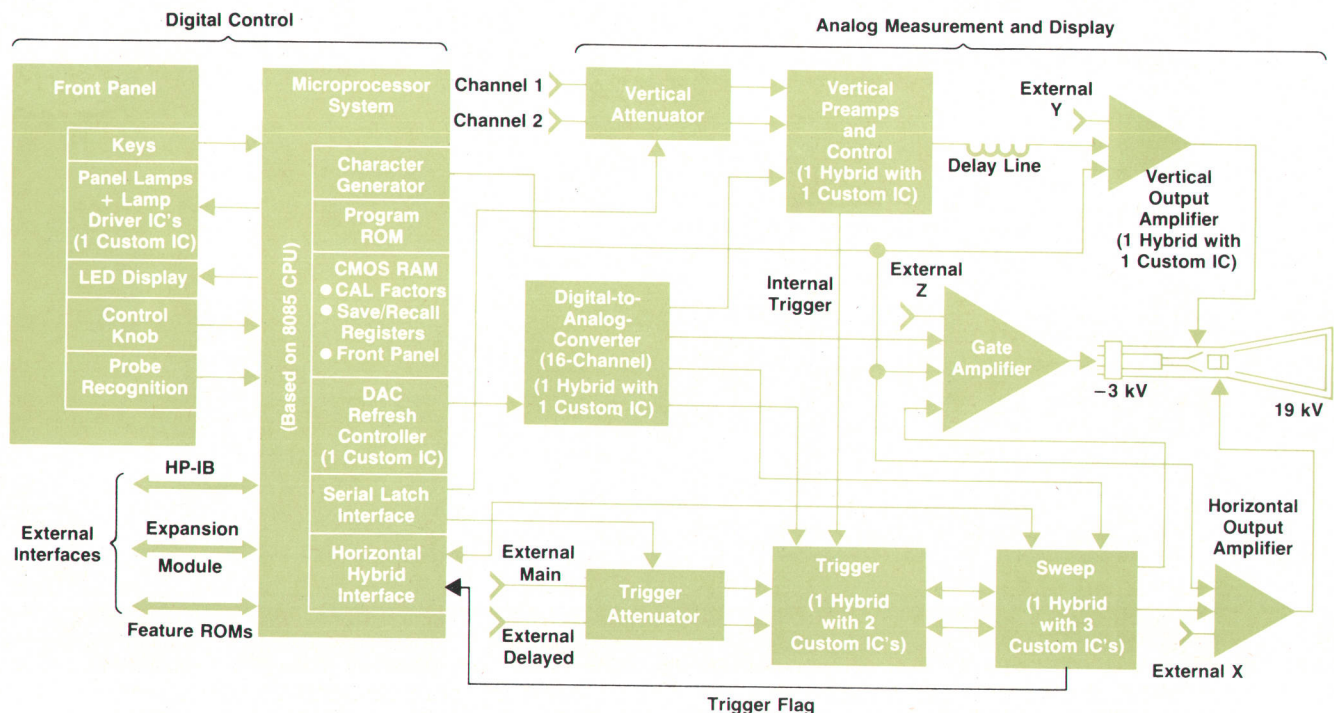 Digital Control
Analog Measurement and Display
Front Panel
Keys
Panel Lamps
+ Lamp
Driver IC's
(1 Custom IC)
LED Display
Control
Knob
Probe
Recognition
Microprocessor
System
(Based on 8085 CPU)
Character
Generator
Program
ROM
CMOS RAM
● CAL Factors
● Save/Recall
Registers
● Front Panel
DAC
Refresh
Controller
(1 Custom IC)
Serial Latch
Interface
Horizontal
Hybrid
Interface
External
Interfaces
HP-IB
Expansion
Module
Feature ROMs
Channel 1
Channel 2
Vertical
Attenuator
Vertical
Preamps
and
Control
(1 Hybrid with
1 Custom IC)
Delay Line
External
Y
Vertical
Output
Amplifier
(1 Hybrid with
1 Custom IC)
Digital-to-
Analog-
Converter
(16-Channel)
(1 Hybrid with
1 Custom IC)
Internal
Trigger
External
Z
Gate
Amplifier
−3 kV
19 kV
External
Main
External
Delayed
Trigger
Attenuator
Trigger
(1 Hybrid
with 2
Custom IC's)
Sweep
(1 Hybrid
with 3
Custom IC's)
Horizontal
Output
Amplifier
External X
Trigger Flag